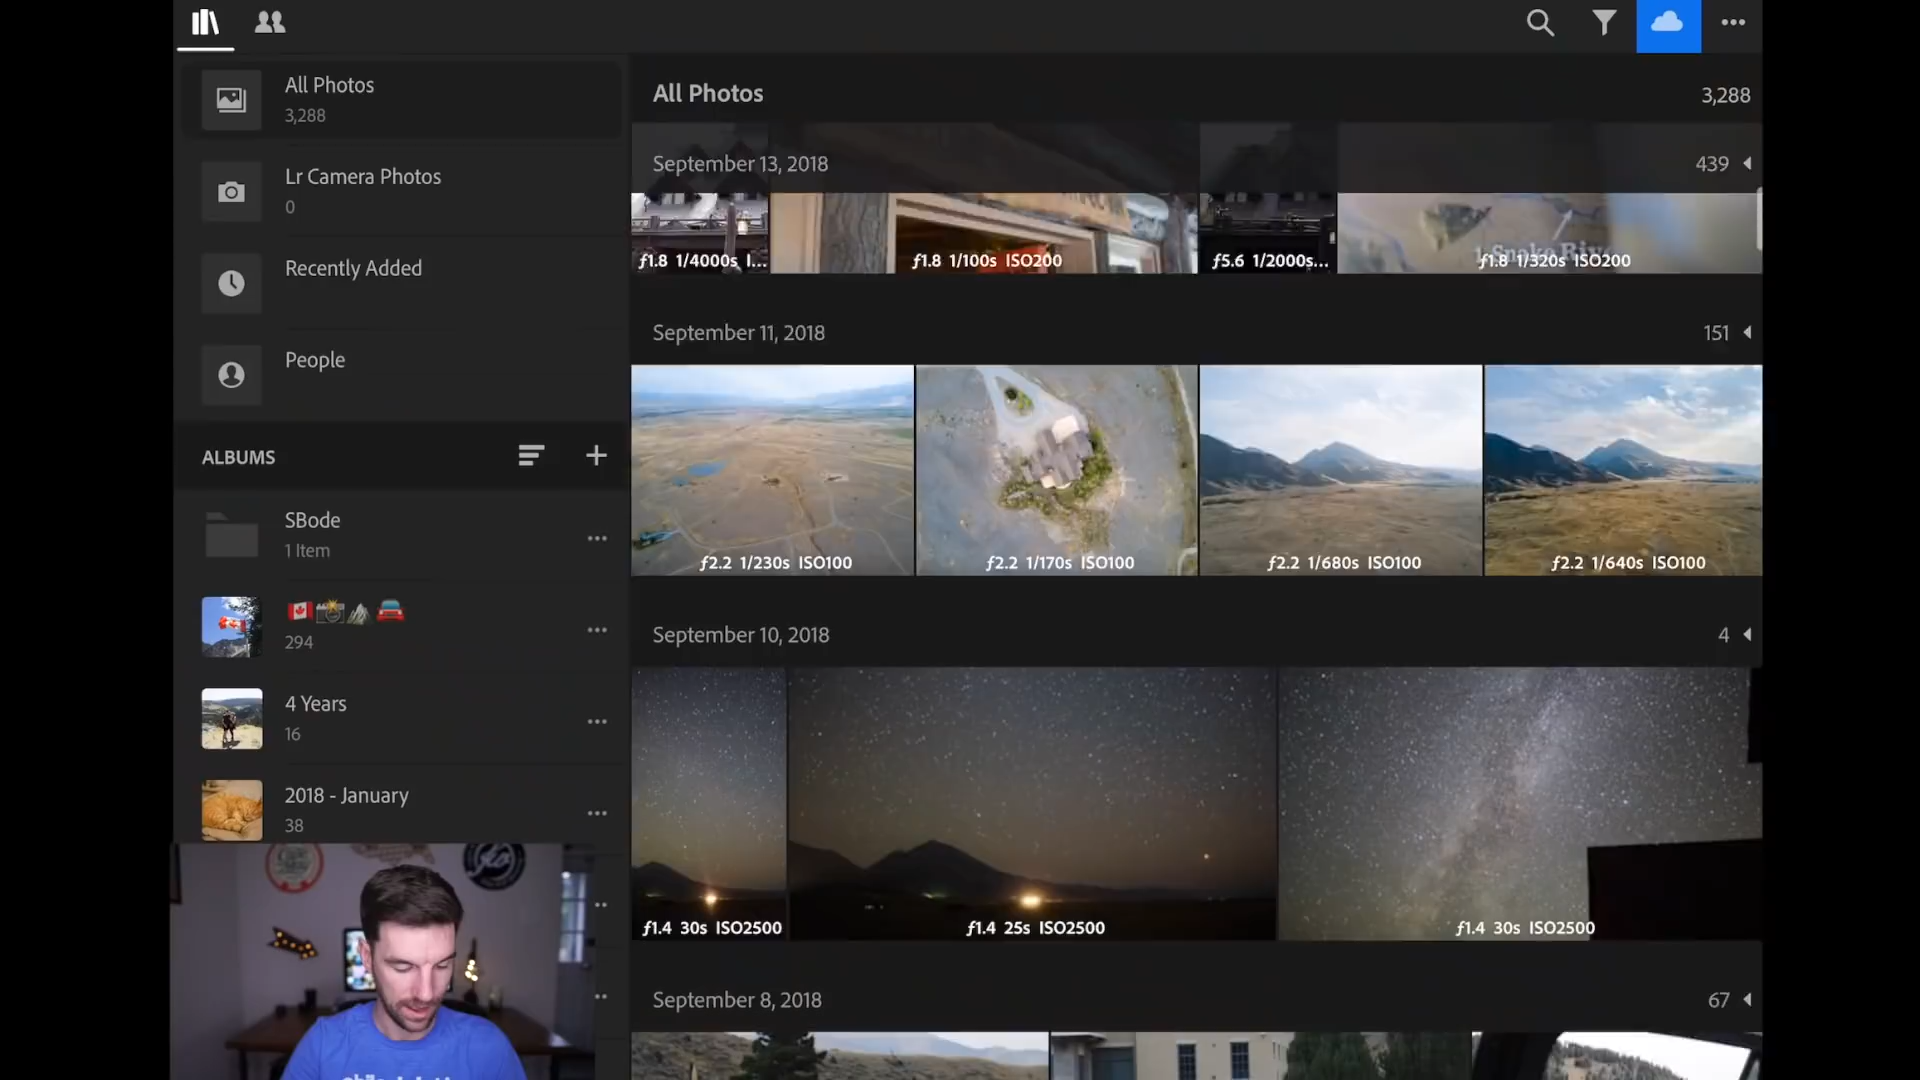 All Photos
3,288
Lr Camera Photos
0
Recently Added
People
ALBUMS
SBode
1 Item
294
4 Years
16
2018 - January
38
All Photos
3,288
September 13, 2018
439
ƒ1.8 1/4000s I...
ƒ1.8 1/100s ISO200
ƒ5.6 1/2000s...
ƒ1.8 1/320s ISO200
September 11, 2018
151
ƒ2.2 1/230s ISO100
ƒ2.2 1/170s ISO100
ƒ2.2 1/680s ISO100
ƒ2.2 1/640s ISO100
September 10, 2018
4
ƒ1.4 30s ISO2500
ƒ1.4 25s ISO2500
ƒ1.4 30s ISO2500
September 8, 2018
67